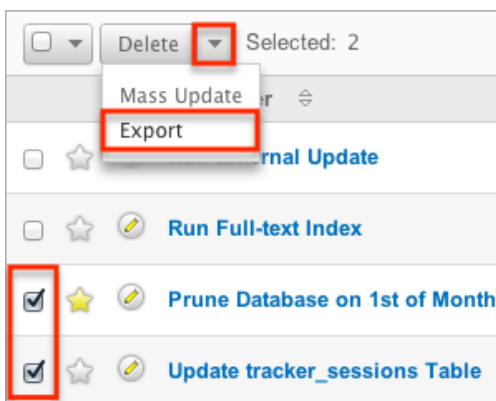 Delete Selected: 2
Mass Update
Export
Update
Run Full-text Index
Prune Database on 1st of Month
Update tracker_sessions Table